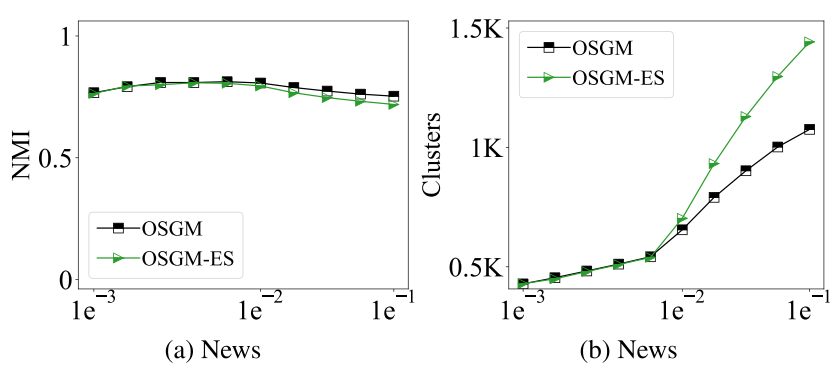 NMI
1
0.5
0
OSGM
OSGM-ES
1e⁻³
1e⁻²
1e⁻¹
(a) News
Clusters
1.5K
1K
0.5K
OSGM
OSGM-ES
1e⁻³
1e⁻²
1e⁻¹
(b) News